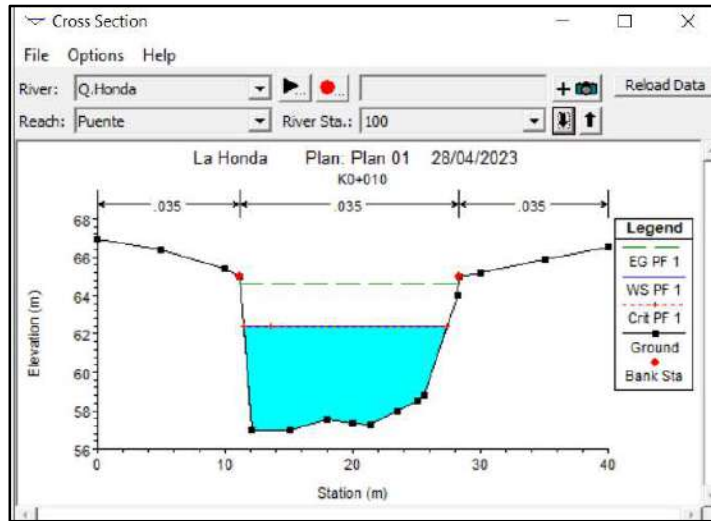 Cross Section
File Options Help
River: Q.Honda + Reload Data
Reach: Puente River Sta.: 100
La Honda Plan: Plan 01 28/04/2023
K0+010
.035 .035 .035
68
66
64
62
60
58
56
Elevation (m)
0 10 20 30 40
Station (m)
Legend
EG PF 1
WS PF 1
Crit PF 1
Ground
Bank Sta